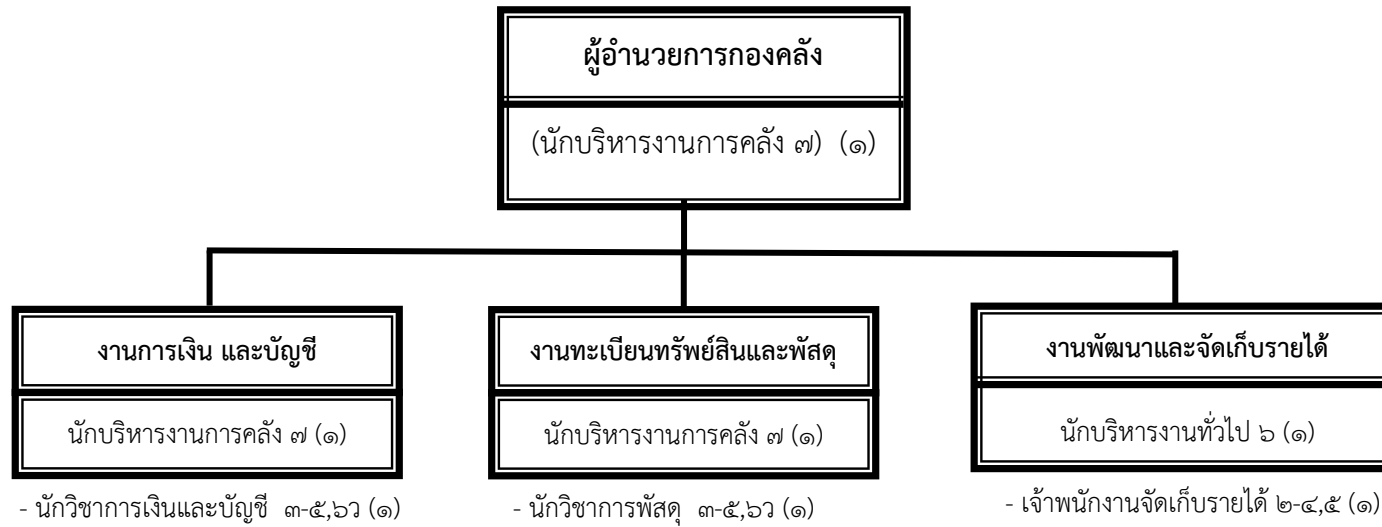 ผู้อำนวยการกองคลัง
(นักบริหารงานการคลัง ๗) (๑)
งานการเงิน และบัญชี
นักบริหารงานการคลัง ๗ (๑)
- นักวิชาการเงินและบัญชี ๓-๕,๖ว (๑)
งานทะเบียนทรัพย์สินและพัสดุ
นักบริหารงานการคลัง ๗ (๑)
- นักวิชาการพัสดุ ๓-๕,๖ว (๑)
งานพัฒนาและจัดเก็บรายได้
นักบริหารงานทั่วไป ๖ (๑)
- เจ้าพนักงานจัดเก็บรายได้ ๒-๔,๕ (๑)